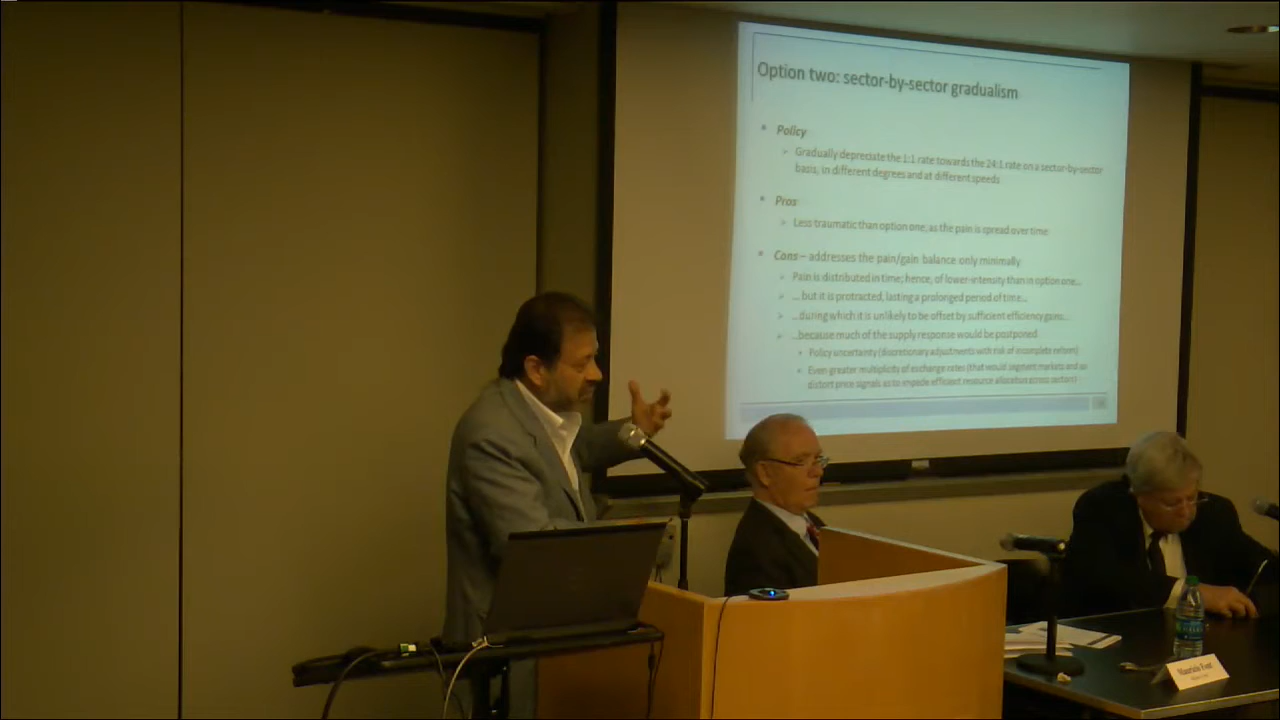 Option two: sector-by-sector gradualism
Policy
Gradually depreciate the 1:1 rate towards the 24:1 rate on a sector-by-sector
basis, in different degrees and at different speeds
Pros
Less traumatic than option one, as the pain is spread over time
Cons – addresses the pain/gain balance only minimally
Pain is distributed in time; hence, of lower-intensity than in option one...
... but it is protracted, lasting a prolonged period of time...
...during which it is unlikely to be offset by sufficient efficiency gains...
...because much of the supply response would be postponed.
Policy uncertainty (discretionary adjustments with risk of incomplete reform)
Even greater multiplicity of exchange rates (that would segment markets and so
distort price signals as to impede efficient resource allocation across sectors)
Mauricio Font